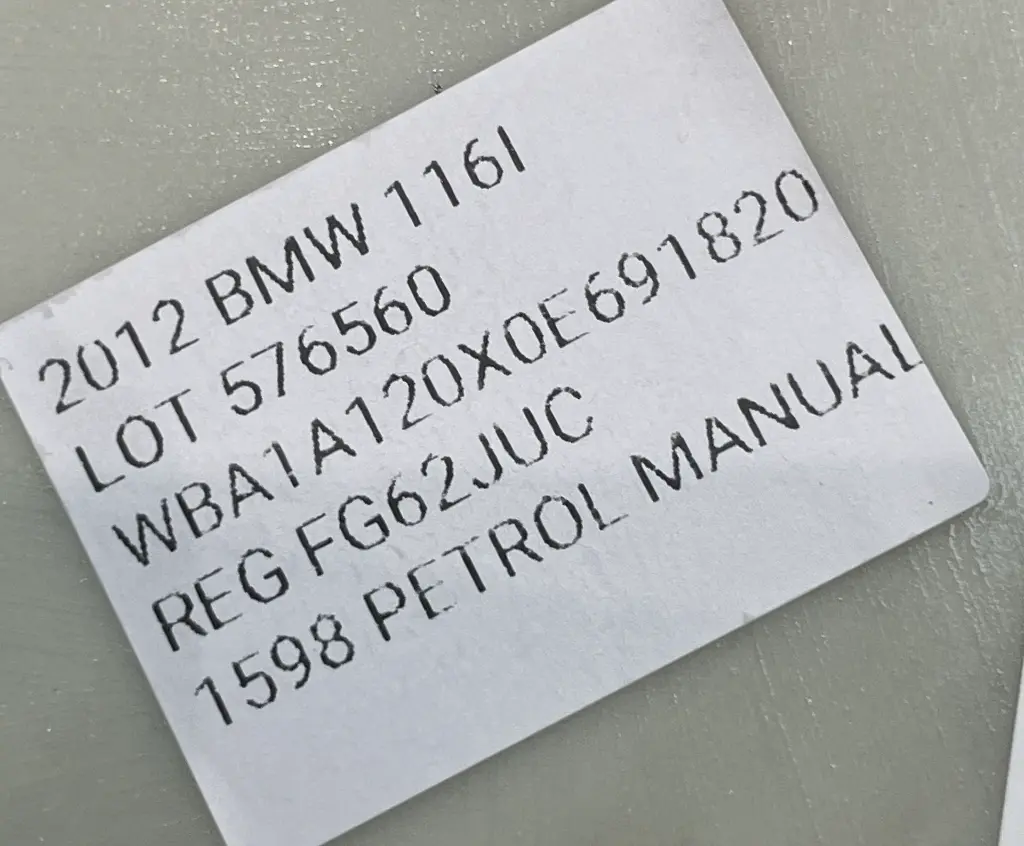 2012 BMW 116I
LOT 576560
WBA1A120X0E691820
REG FG62JUC
1598 PETROL MANUAL